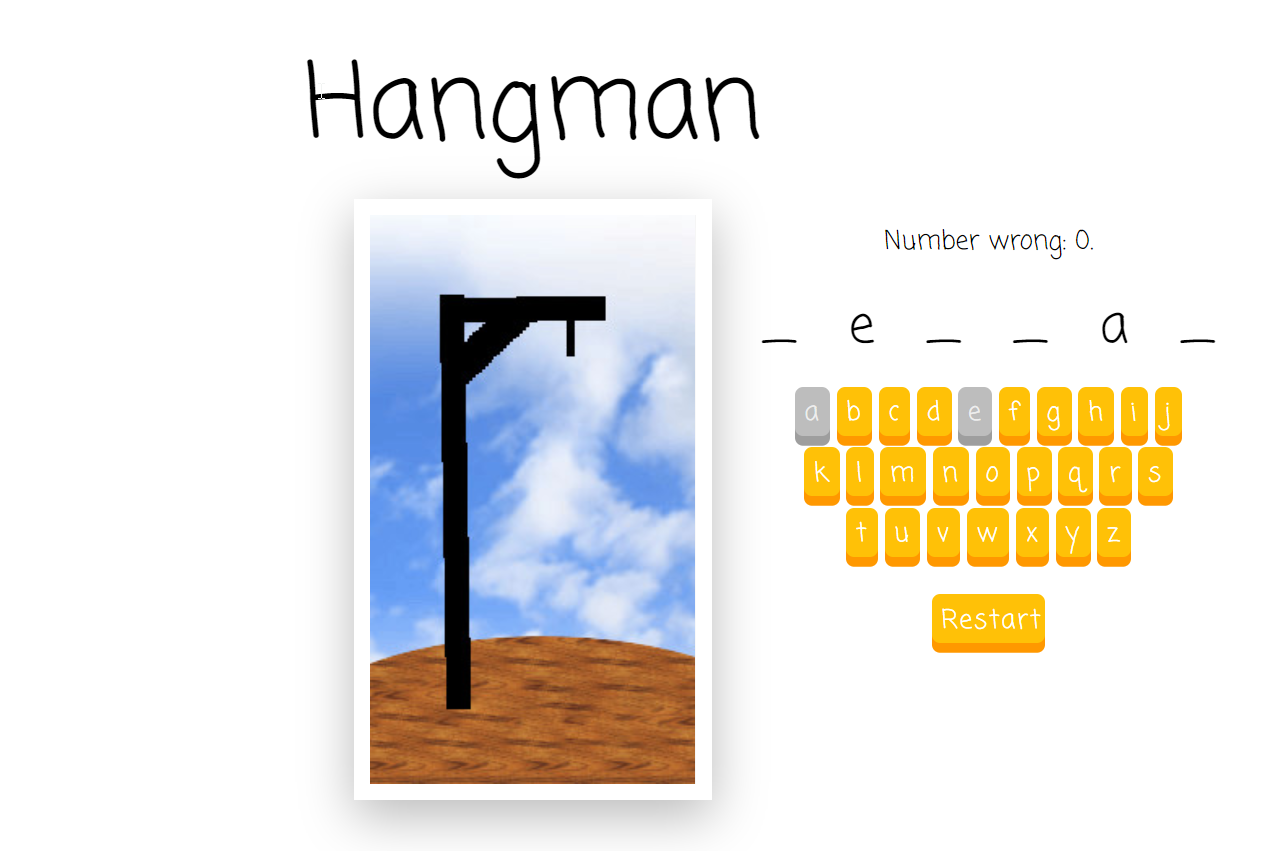 Hangman
Number wrong: 0.
_ e _ _ a _
a b c d e f g h i j
k l m n o p q r s
t u v w x y z
Restart